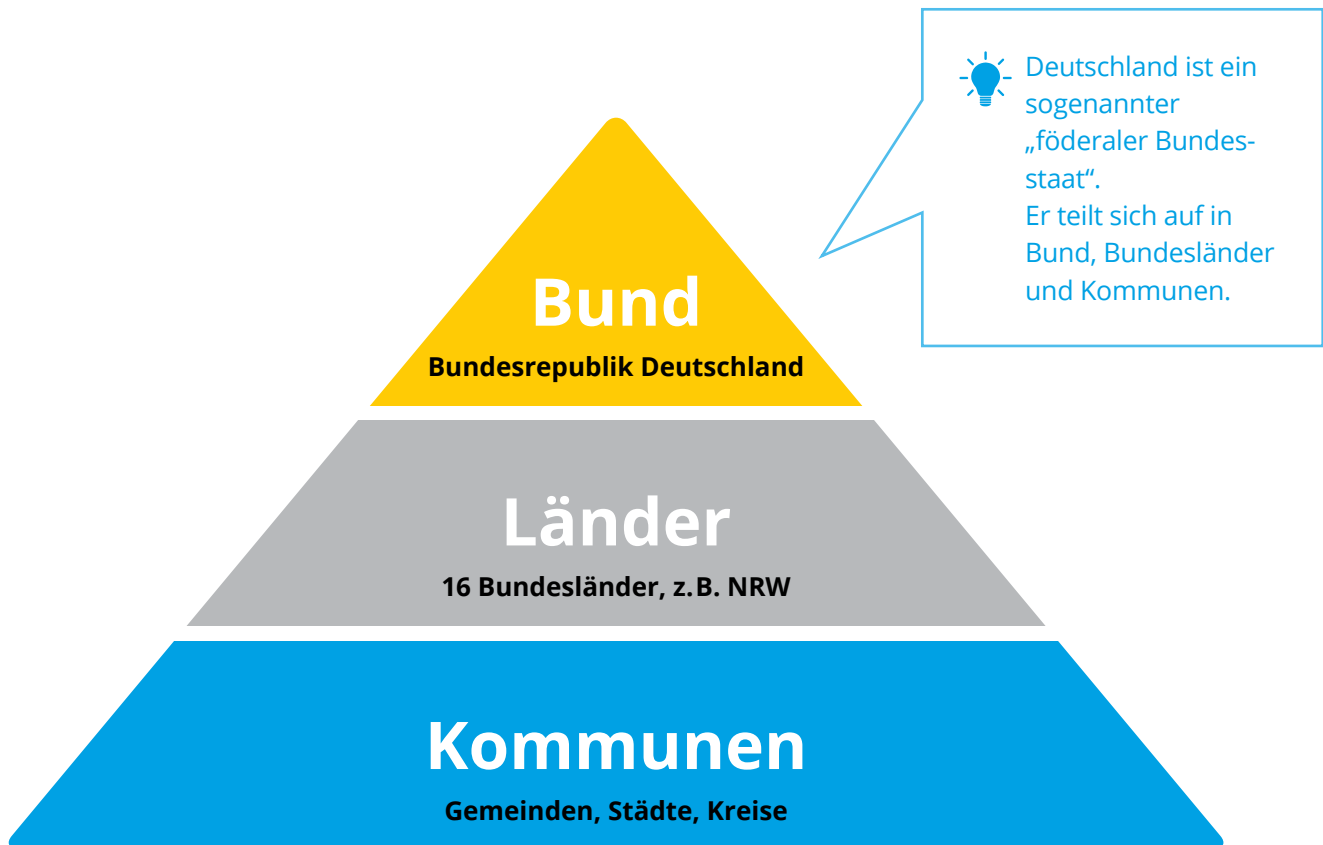 Deutschland ist ein
sogenannter
„föderaler Bundes-
staat“.
Er teilt sich auf in
Bund, Bundesländer
und Kommunen.
Bund
Bundesrepublik Deutschland
Länder
16 Bundesländer, z.B. NRW
Kommunen
Gemeinden, Städte, Kreise